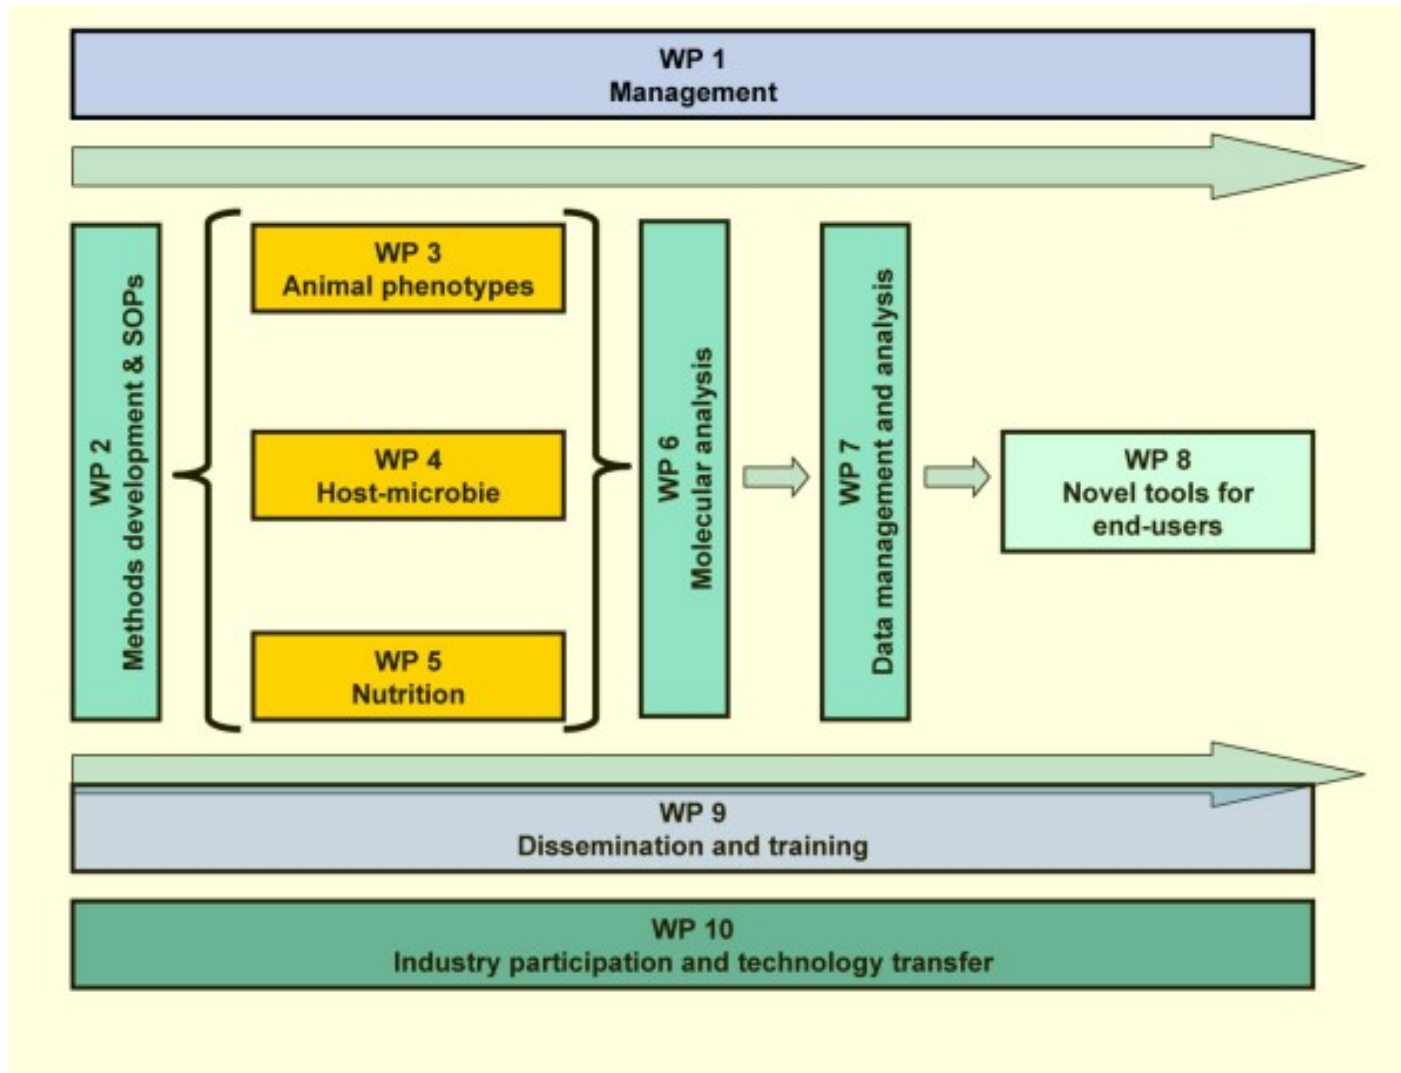 WP 1
Management
WP 2
Methods development & SOPs
WP 3
Animal phenotypes
WP 4
Host-microbie
WP 5
Nutrition
WP 6
Molecular analysis
WP 7
Data management and analysis
WP 8
Novel tools for
end-users
WP 9
Dissemination and training
WP 10
Industry participation and technology transfer